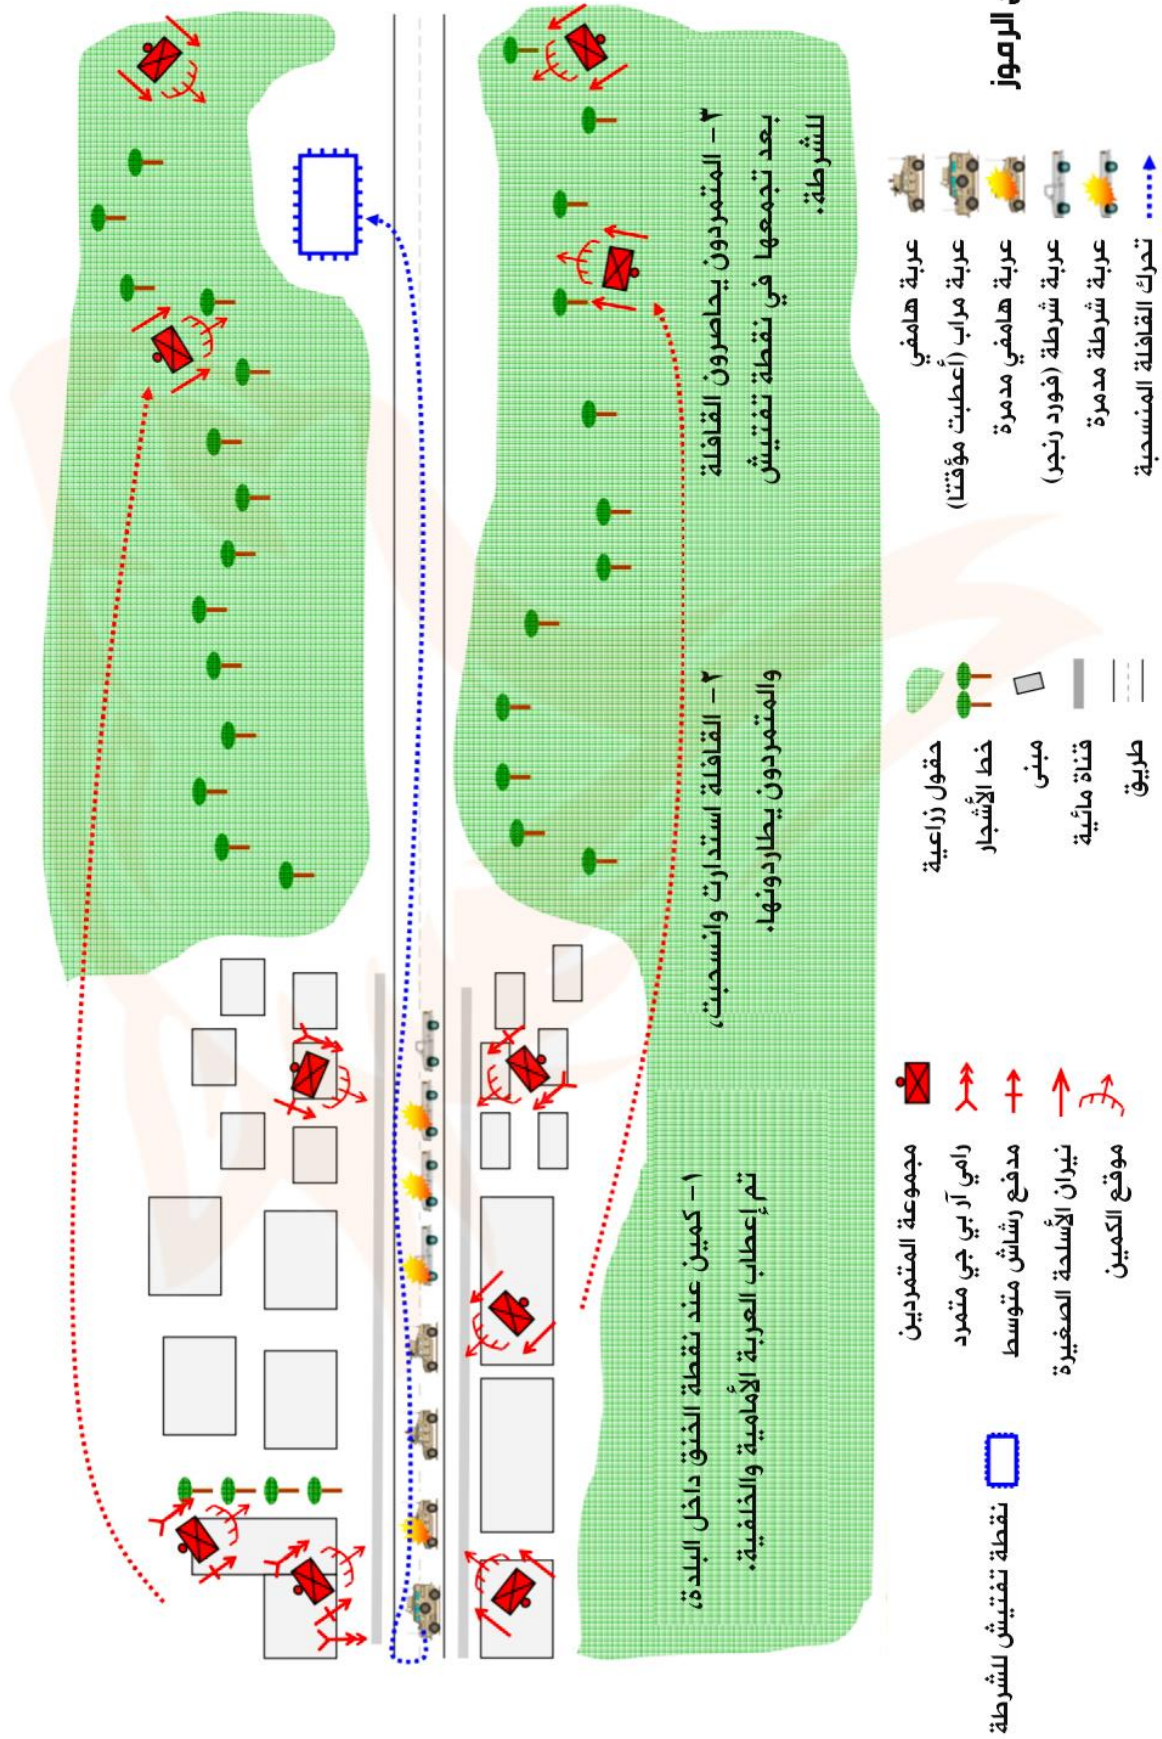 ١- كمين عند نقطة الخنق داخل البلدة،
تم إعطاب العربة الأمامية والخلفية.
٢- القافلة استدارت وانسحبت،
والمتمردون يطاردونها.
٣ – المتمردون يحاصرون القافلة
بعد تجمعها في نقطة تفتيش
للشرطة.
الرموز
عربة هامفي
عربة مراب (أعطبت مؤقتا)
عربة هامفي مدمرة
عربة شرطة (فورد رنجر)
عربة شرطة مدمرة
تحرك القافلة المنسحبة
حقول زراعية
خط الأشجار
مبنى
قناة مائية
طريق
مجموعة المتمردين
رامي آر بي جي متمرد
مدفع رشاش متوسط
نيران الأسلحة الصغيرة
موقع الكمين
نقطة تفتيش للشرطة